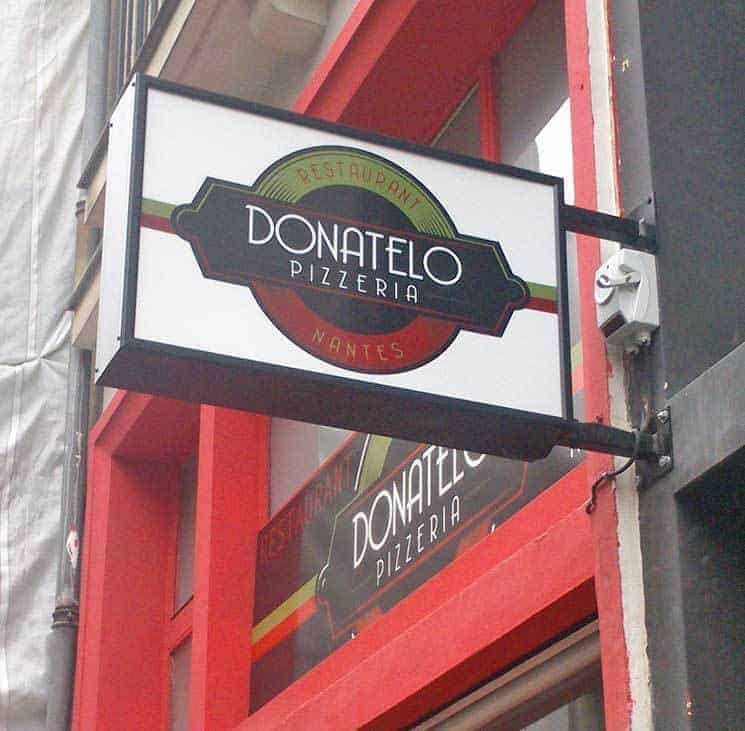 RESTAURANT
DONATELO
PIZZERIA
NANTES
RESTAURANT
DONATELO
PIZZERIA